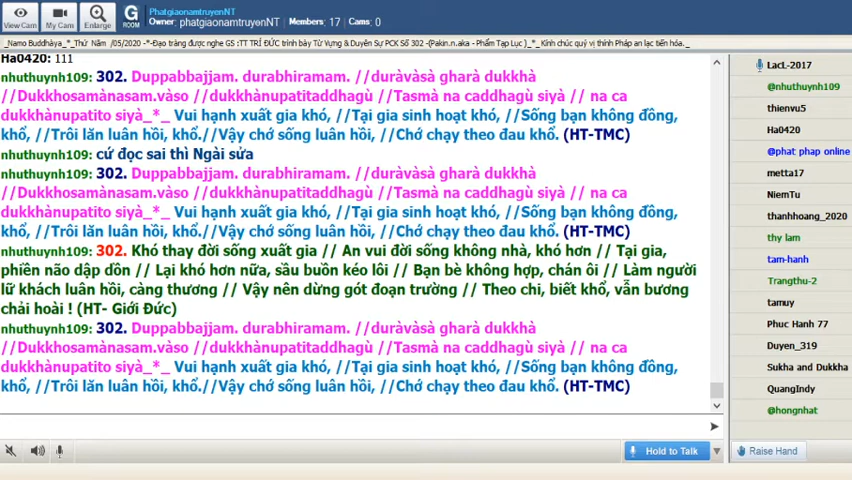 PhatgiaonamtruyenNT
Owner: phatgiaonamtruyenNT   Members: 17   Cams: 0
View Cam
My Cam
Enlarge
G ROOM
_Namo Buddhàya_*_Thứ Năm /05/2020 -*-Đạo tràng được nghe GS :TT TRÍ ĐỨC trình bày Từ Vựng &Duyên Sự PCK Số 302 -(Pakin.n.aka - Phẩm Tạp Lục )_*_ Kính chúc quý vị thính Pháp an lạc tiến hóa._
Ha0420: 111
nhuthuynh109: 302. Duppabbajjam. durabhiramam. //duràvàsà gharà dukkhà
//Dukkhosamànasam.vàso //dukkhànupatitaddhagù //Tasmà na caddhagù siyà // na ca
dukkhànupatito siyà_*_ Vui hạnh xuất gia khó, //Tại gia sinh hoạt khó, //Sống bạn không đồng,
khổ, //Trôi lăn luân hồi, khổ.//Vậy chớ sống luân hồi, //Chớ chạy theo đau khổ. (HT-TMC)
nhuthuynh109: cứ đọc sai thì Ngài sửa
nhuthuynh109: 302. Duppabbajjam. durabhiramam. //duràvàsà gharà dukkhà
//Dukkhosamànasam.vàso //dukkhànupatitaddhagù //Tasmà na caddhagù siyà // na ca
dukkhànupatito siyà_*_ Vui hạnh xuất gia khó, //Tại gia sinh hoạt khó, //Sống bạn không đồng,
khổ, //Trôi lăn luân hồi, khổ.//Vậy chớ sống luân hồi, //Chớ chạy theo đau khổ. (HT-TMC)
nhuthuynh109: 302. Khó thay đời sống xuất gia // An vui đời sống không nhà, khó hơn // Tại gia,
phiền não dập dồn // Lại khó hơn nữa, sầu buồn kéo lôi // Bạn bè không hợp, chán ôi // Làm người
lữ khách luân hồi, càng thương // Vậy nên dừng gót đoạn trường // Theo chi, biết khổ, vẫn bương
chải hoài ! (HT- Giới Đức)
nhuthuynh109: 302. Duppabbajjam. durabhiramam. //duràvàsà gharà dukkhà
//Dukkhosamànasam.vàso //dukkhànupatitaddhagù //Tasmà na caddhagù siyà // na ca
dukkhànupatito siyà_*_ Vui hạnh xuất gia khó, //Tại gia sinh hoạt khó, //Sống bạn không đồng,
khổ, //Trôi lăn luân hồi, khổ.//Vậy chớ sống luân hồi, //Chớ chạy theo đau khổ. (HT-TMC)
LacL-2017
@nhuthuynh109
thienvu5
Ha0420
@phat phap online
metta17
NiemTu
thanhhoang_2020
thy lam
tam-hanh
Trangthu-2
tamuy
Phuc Hanh 77
Duyen_319
Sukha and Dukkha
QuangIndy
@hongnhat
Hold to Talk
Raise Hand